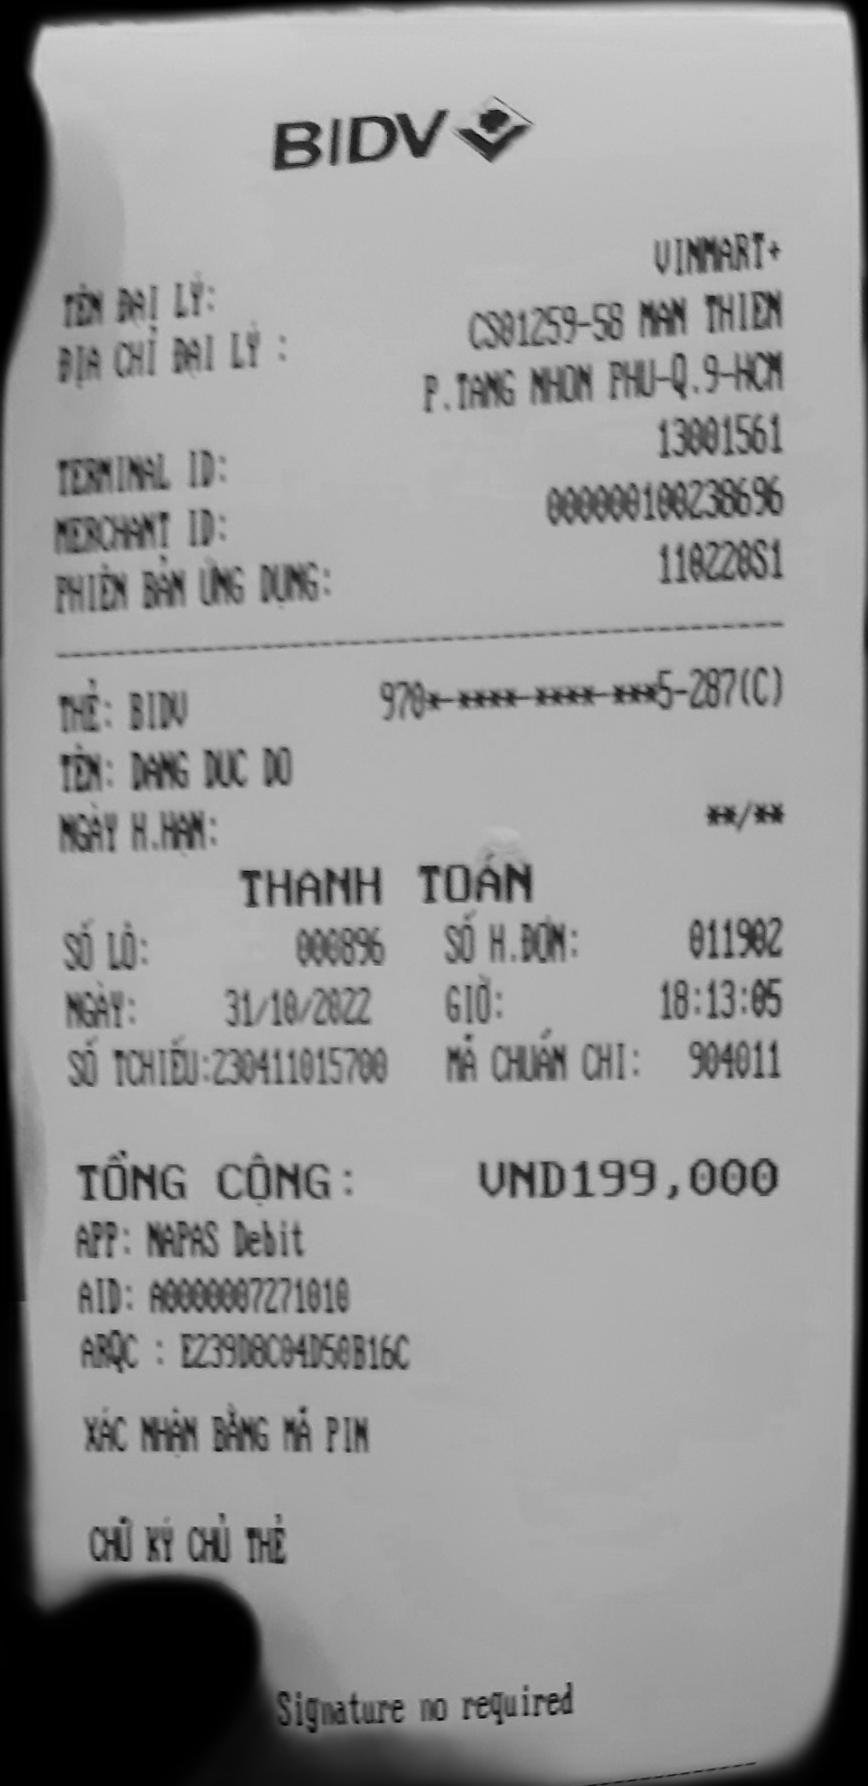 BIDV
TÊN ĐẠI LÝ: VINMART+
ĐỊA CHỈ ĐẠI LÝ : CS01259-58 MAN THIEN
P.TANG NHON PHU-Q.9-HCM
TERMINAL ID: 13001561
MERCHANT ID: 000000100238696
PHIÊN BẢN ỨNG DỤNG: 110220S1
THẺ: BIDV 970*-****-****-***5-287(C)
TÊN: DANG DUC DO
NGÀY H.HẠN: **/**
THANH TOÁN
SỐ LÔ: 000896 SỐ H.ĐƠN: 011902
NGÀY: 31/10/2022 GIỜ: 18:13:05
SỐ TCHIẾU:230411015700 MÃ CHUẨN CHI: 904011
TỔNG CỘNG: VND199,000
APP: NAPAS Debit
AID: A0000007271010
ARQC : E239D8C04D50B16C
XÁC NHẬN BẰNG MÃ PIN
CHỮ KÝ CHỦ THẺ
Signature no required